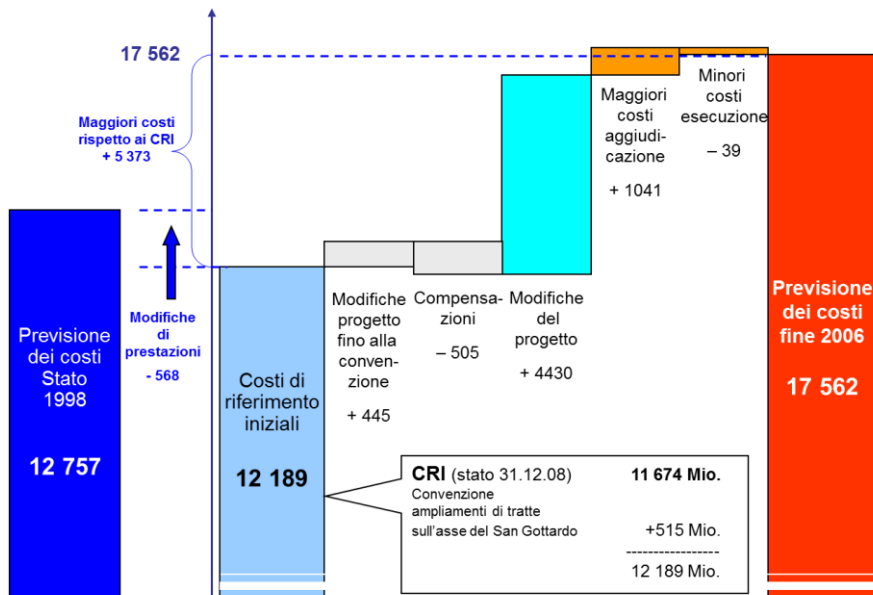 17 562
Maggiori costi
rispetto ai CRI
+ 5 373
Previsione
dei costi
Stato
1998
12 757
Modifiche
di
prestazioni
- 568
Costi di
riferimento
iniziali
12 189
Modifiche
progetto
fino alla
conven-
zione
+ 445
Compensa-
zioni
– 505
Modifiche
del
progetto
+ 4430
Maggiori
costi
aggiudi-
cazione
+ 1041
Minori
costi
esecuzione
– 39
Previsione
dei costi
fine 2006
17 562
CRI (stato 31.12.08) 11 674 Mio.
Convenzione
ampliamenti di tratte
sull'asse del San Gottardo +515 Mio.
-----------------
12 189 Mio.